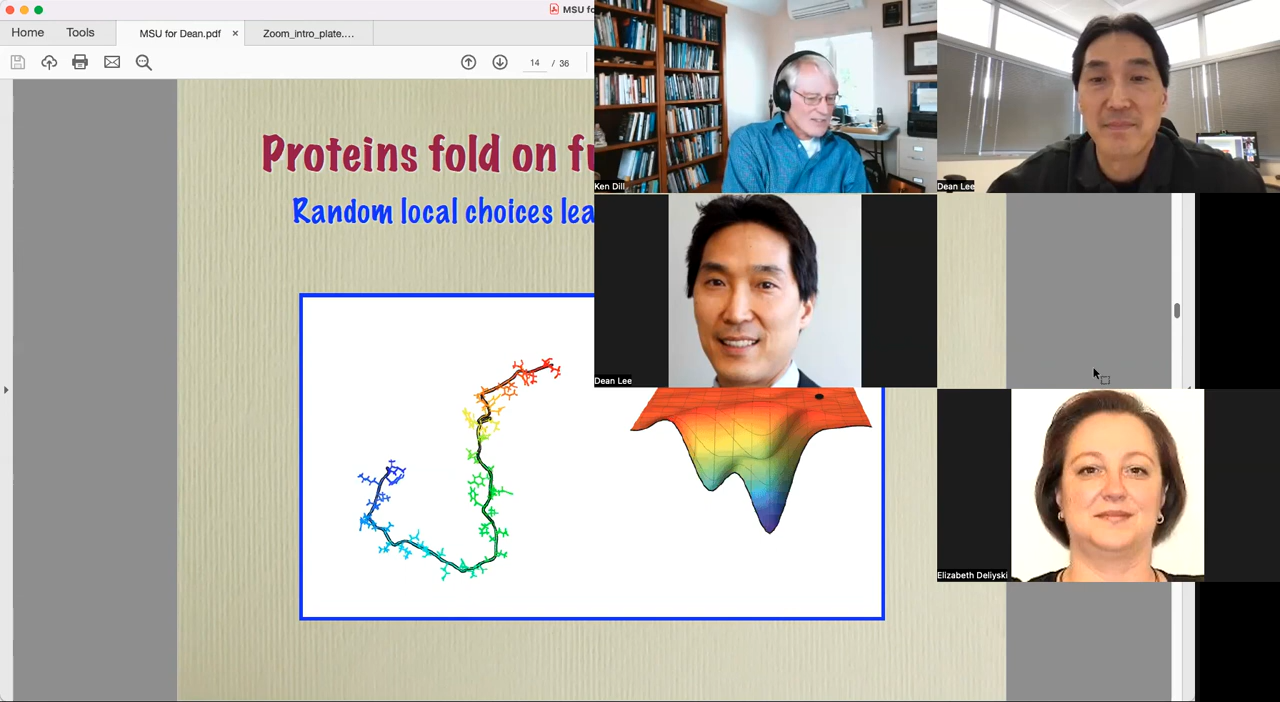 MSU fo
Home Tools MSU for Dean.pdf × Zoom_intro_plate....
14 / 36
Proteins fold on fu
Random local choices lea
Ken Dill
Dean Lee
Dean Lee
Elizabeth Deliyski